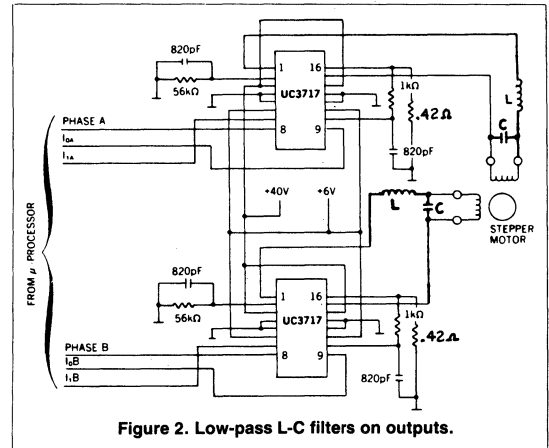 820pF
56kΩ
1 16
UC3717
8 9
1kΩ
.42Ω
820pF
L
C
PHASE A
I0A
I1A
FROM μ PROCESSOR
+40V +6V
L
C
STEPPER
MOTOR
820pF
56kΩ
1 16
UC3717
8 9
1kΩ
.42Ω
820pF
PHASE B
I0B
I1B
Figure 2. Low-pass L-C filters on outputs.